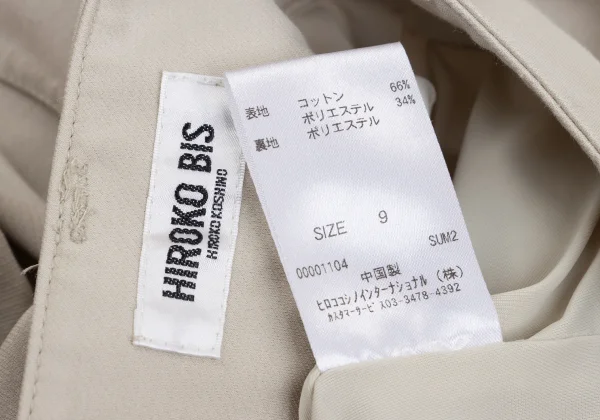 HIROKO BIS
HIROKO KOSHINO
表地 コットン 66%
ポリエステル 34%
裏地 ポリエステル
SIZE 9
SUM2
00001104 中国製
ヒロココシノインターナショナル (株)
カスタマーサービス03-3478-4392